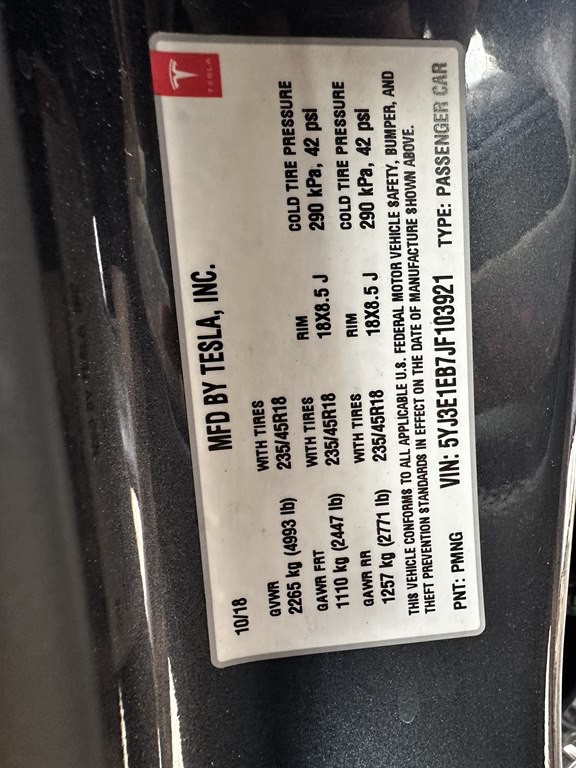 TESLA
MFD BY TESLA, INC.
10/18
GVWR WITH TIRES
2265 kg (4993 lb) 235/45R18 RIM COLD TIRE PRESSURE
GAWR FRT WITH TIRES 18X8.5 J 290 kPa, 42 psi
1110 kg (2447 lb) 235/45R18 RIM COLD TIRE PRESSURE
GAWR RR WITH TIRES 18X8.5 J 290 kPa, 42 psi
1257 kg (2771 lb) 235/45R18
THIS VEHICLE CONFORMS TO ALL APPLICABLE U.S. FEDERAL MOTOR VEHICLE SAFETY, BUMPER, AND
THEFT PREVENTION STANDARDS IN EFFECT ON THE DATE OF MANUFACTURE SHOWN ABOVE.
PNT: PMNG VIN: 5YJ3E1EB7JF103921 TYPE: PASSENGER CAR